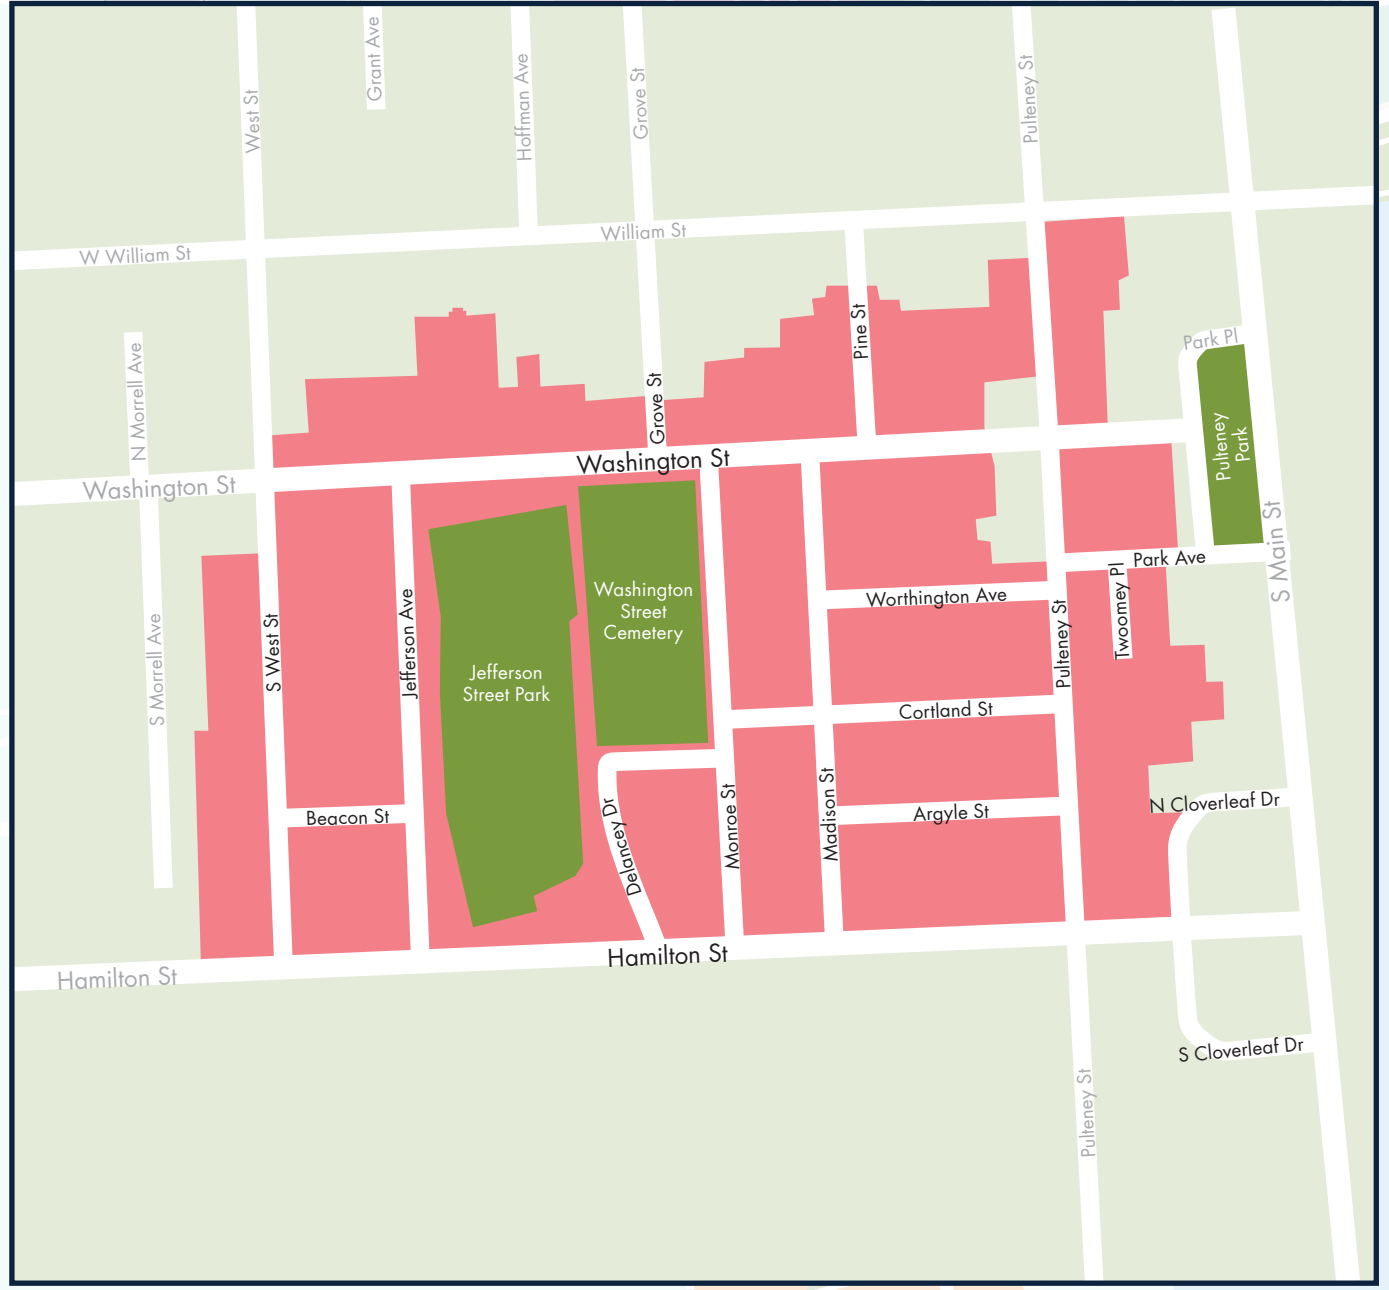 Grant Ave
West St
Hoffman Ave
Grove St
Pulteney St
W William St
William St
Pine St
Park Pl
N Morrell Ave
Grove St
Pulteney
Park
Washington St
Washington St
S Main St
Park Ave
Twoomey Pl
Washington
Street
Cemetery
Worthington Ave
Jefferson Ave
S West St
Pulteney St
S Morrell Ave
Jefferson
Street Park
Cortland St
N Cloverleaf Dr
Beacon St
Argyle St
Delancey Dr
Monroe St
Madison St
Hamilton St
Hamilton St
S Cloverleaf Dr
Pulteney St